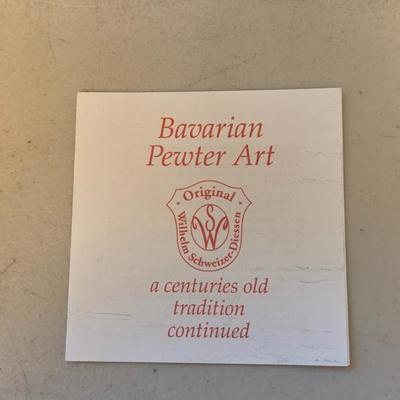 Bavarian
Pewter Art
· Original ·
Wilhelm Schweizer-Diessen
SW
a centuries old
tradition
continued